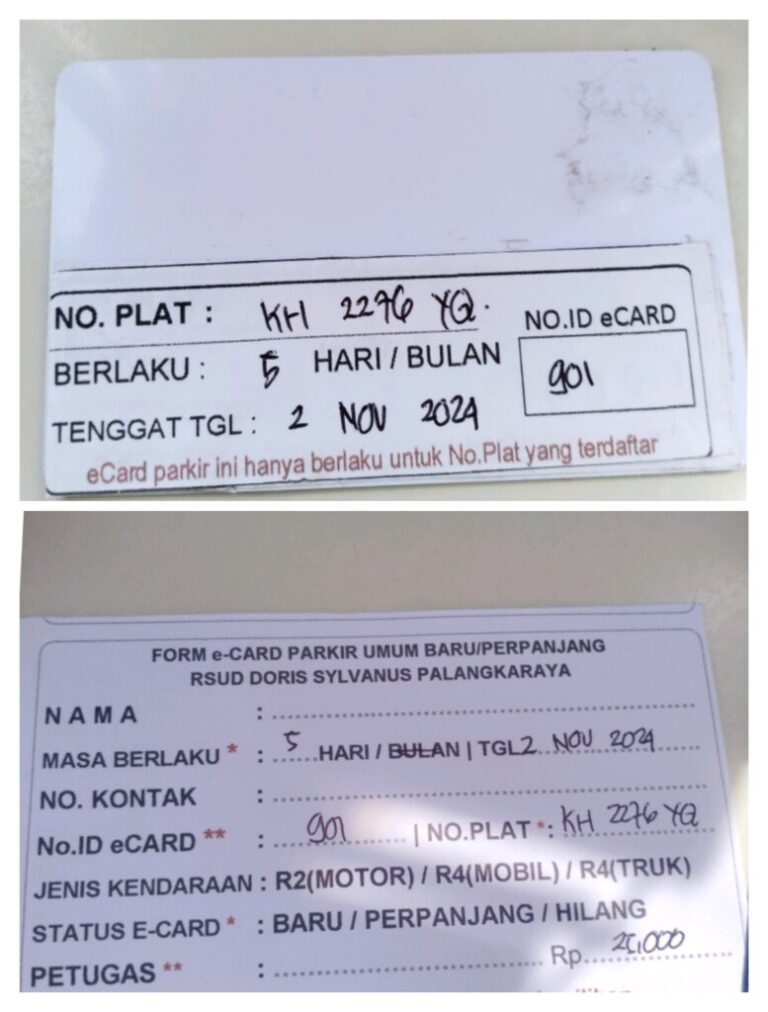 NO. PLAT : KH 2276 YQ.
NO.ID eCARD
BERLAKU : 5 HARI / BULAN
901
TENGGAT TGL : 2 NOV 2024
eCard parkir ini hanya berlaku untuk No.Plat yang terdaftar
FORM e-CARD PARKIR UMUM BARU/PERPANJANG
RSUD DORIS SYLVANUS PALANGKARAYA
N A M A :
MASA BERLAKU * : 5 HARI / BULAN | TGL 2 NOV 2024
NO. KONTAK :
No.ID eCARD ** : 901 | NO.PLAT *: KH 2276 YQ
JENIS KENDARAAN : R2(MOTOR) / R4(MOBIL) / R4(TRUK)
STATUS E-CARD * : BARU / PERPANJANG / HILANG
PETUGAS ** : Rp